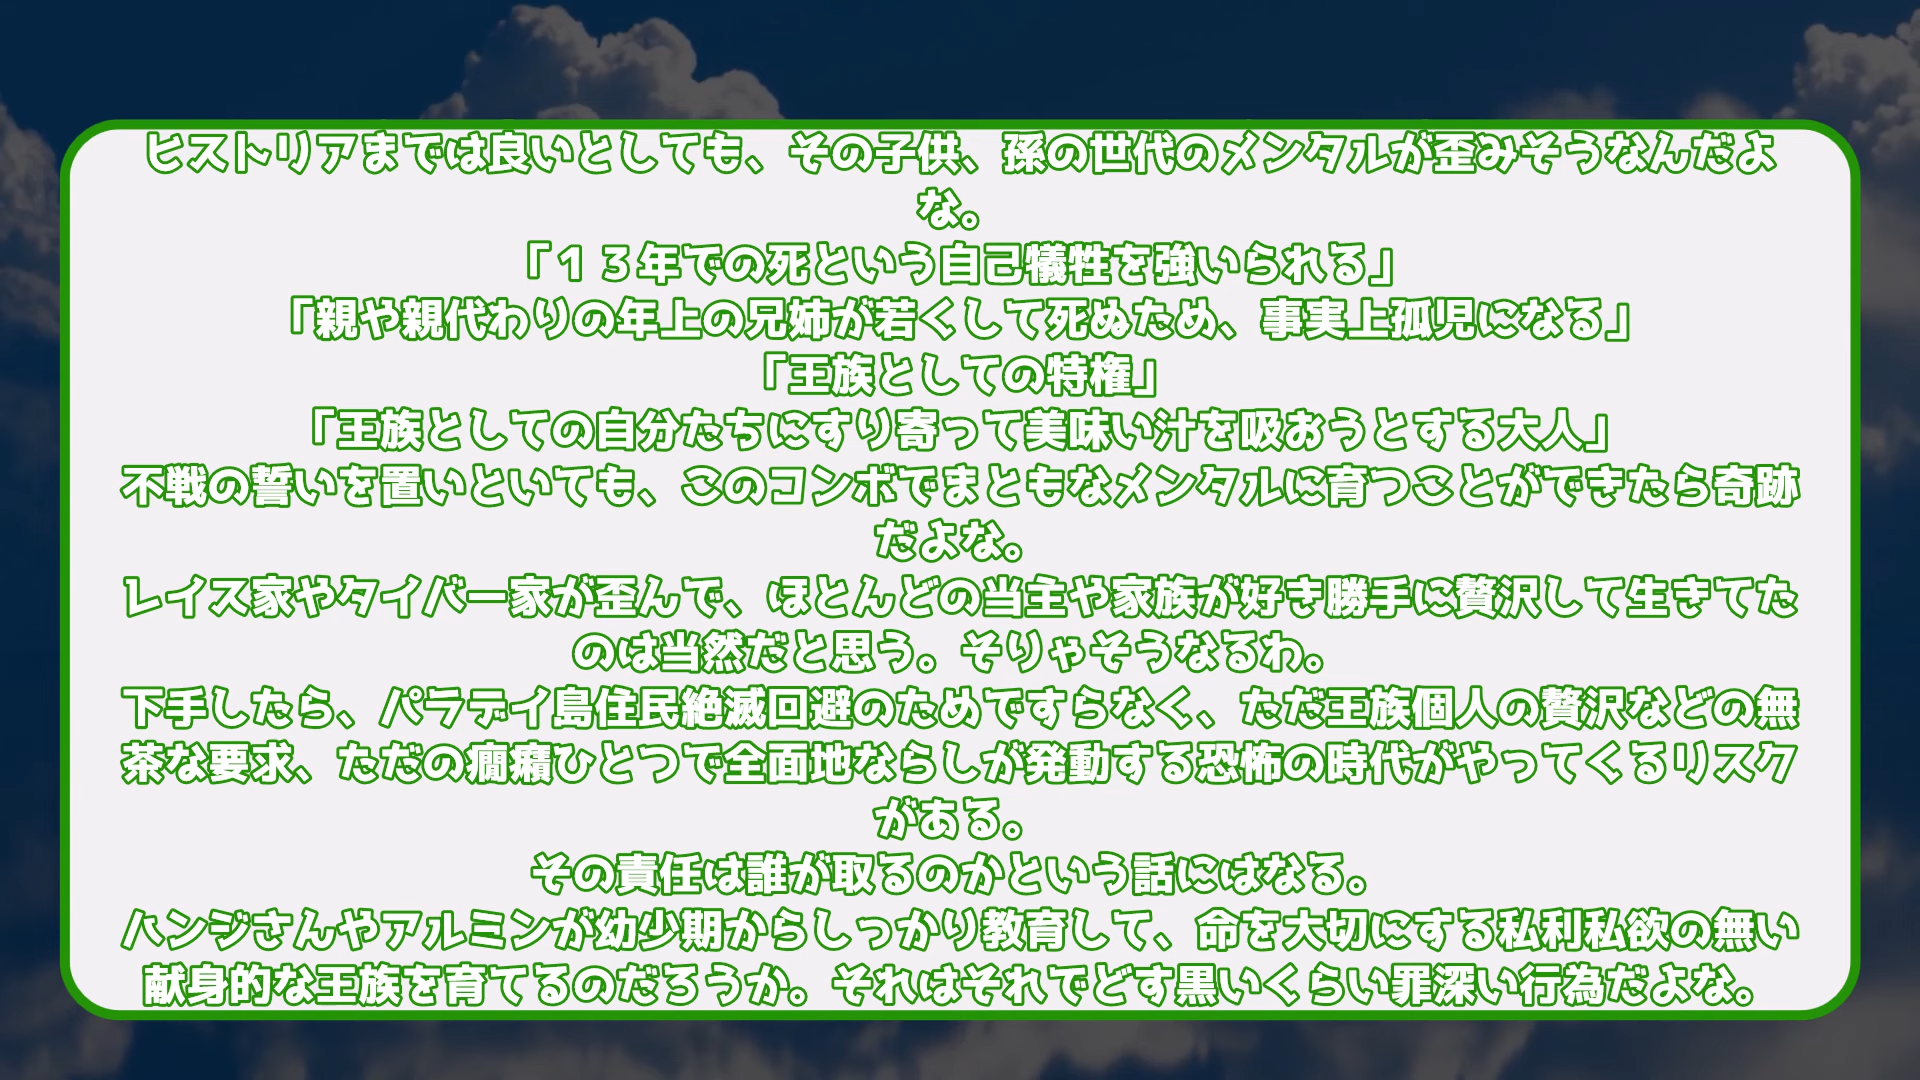 ヒストリアまでは良いとしても、その子供、孫の世代のメンタルが歪みそうなんだよ
な。
「１３年での死という自己犠牲を強いられる」
「親や親代わりの年上の兄姉が若くして死ぬため、事実上孤児になる」
「王族としての特権」
「王族としての自分たちにすり寄って美味い汁を吸おうとする大人」
不戦の誓いを置いといても、このコンボでまともなメンタルに育つことができたら奇跡
だよな。
レイス家やタイバー家が歪んで、ほとんどの当主や家族が好き勝手に贅沢して生きてた
のは当然だと思う。そりゃそうなるわ。
下手したら、パラディ島住民絶滅回避のためですらなく、ただ王族個人の贅沢などの無
茶な要求、ただの癇癪ひとつで全面地ならしが発動する恐怖の時代がやってくるリスク
がある。
その責任は誰が取るのかという話にはなる。
ハンジさんやアルミンが幼少期からしっかり教育して、命を大切にする私利私欲の無い
献身的な王族を育てるのだろうか。それはそれでどす黒いくらい罪深い行為だよな。